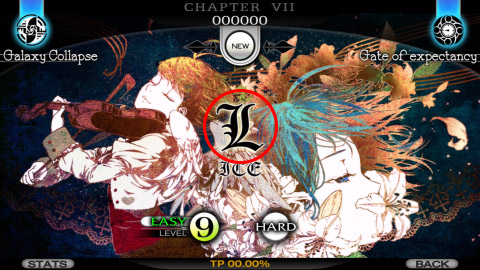 CHAPTER VII
000000
NEW
Galaxy Collapse
Gate of expectancy
L
ICE
EASY
LEVEL 9
HARD
STATS
TP 00.00%
BACK